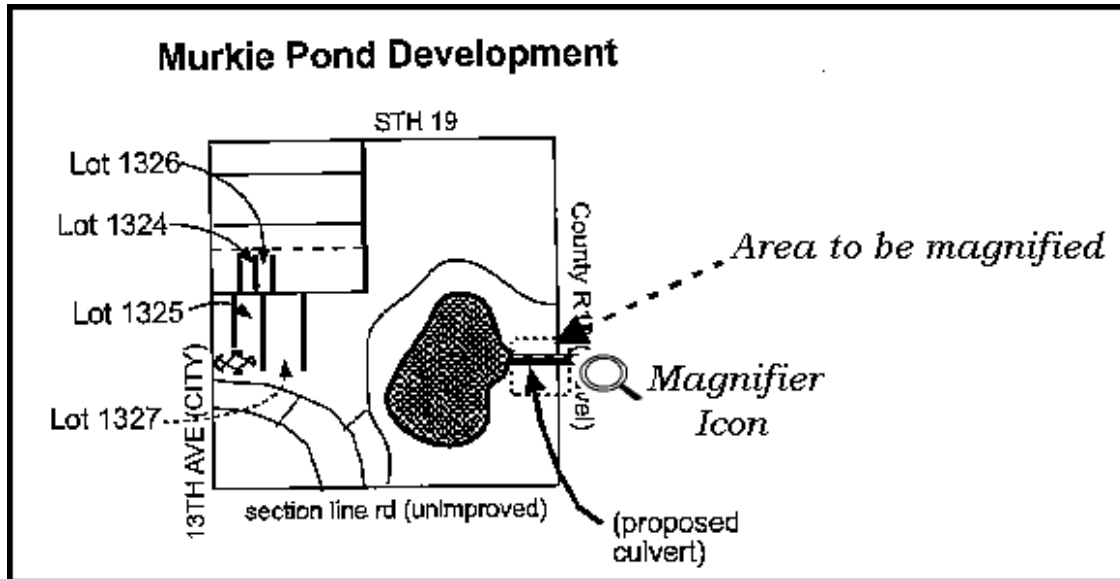 Murkie Pond Development
STH 19
Lot 1326
Lot 1324
Lot 1325
Lot 1327
13TH AVE (CITY)
County
Area to be magnified
Magnifier
Icon
section line rd (unimproved)
(proposed
culvert)